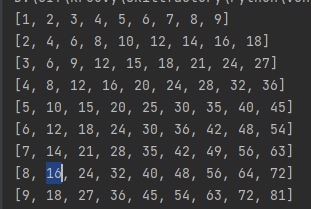 [1, 2, 3, 4, 5, 6, 7, 8, 9]
[2, 4, 6, 8, 10, 12, 14, 16, 18]
[3, 6, 9, 12, 15, 18, 21, 24, 27]
[4, 8, 12, 16, 20, 24, 28, 32, 36]
[5, 10, 15, 20, 25, 30, 35, 40, 45]
[6, 12, 18, 24, 30, 36, 42, 48, 54]
[7, 14, 21, 28, 35, 42, 49, 56, 63]
[8, 16, 24, 32, 40, 48, 56, 64, 72]
[9, 18, 27, 36, 45, 54, 63, 72, 81]